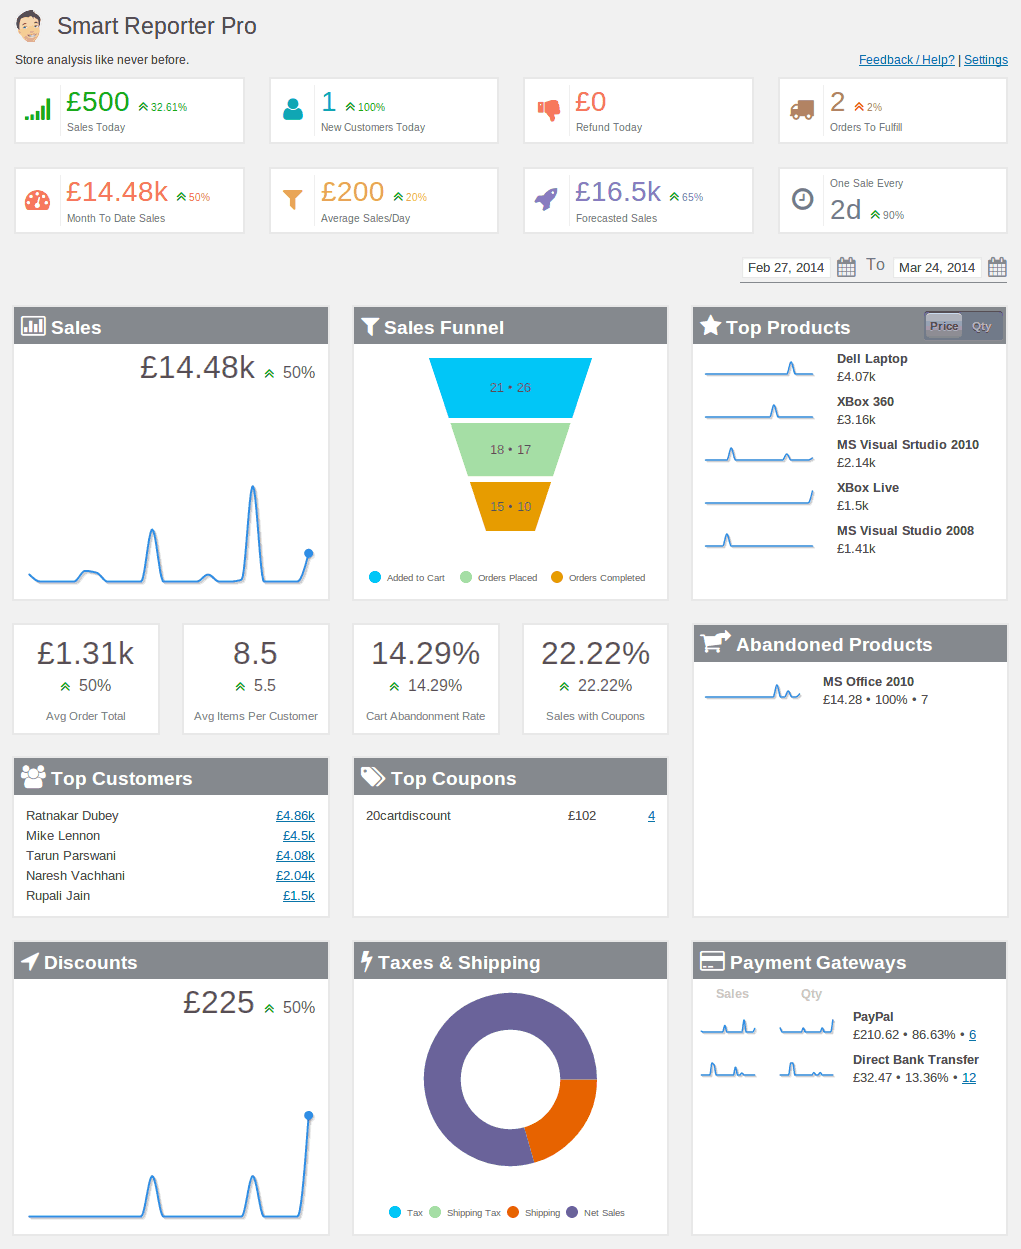 Smart Reporter Pro
Store analysis like never before.
Feedback / Help? | Settings
£500 32.61%
Sales Today
1 100%
New Customers Today
£0
Refund Today
2 2%
Orders To Fulfill
£14.48k 50%
Month To Date Sales
£200 20%
Average Sales/Day
£16.5k 65%
Forecasted Sales
One Sale Every
2d 90%
Feb 27, 2014 To Mar 24, 2014
Sales
£14.48k 50%
Sales Funnel
21 • 26
18 • 17
15 • 10
Added to Cart Orders Placed Orders Completed
Top Products Price Qty
Dell Laptop
£4.07k
XBox 360
£3.16k
MS Visual Srtudio 2010
£2.14k
XBox Live
£1.5k
MS Visual Studio 2008
£1.41k
£1.31k
50%
Avg Order Total
8.5
5.5
Avg Items Per Customer
14.29%
14.29%
Cart Abandonment Rate
22.22%
22.22%
Sales with Coupons
Abandoned Products
MS Office 2010
£14.28 • 100% • 7
Top Customers
Ratnakar Dubey £4.86k
Mike Lennon £4.5k
Tarun Parswani £4.08k
Naresh Vachhani £2.04k
Rupali Jain £1.5k
Top Coupons
20cartdiscount £102 4
Discounts
£225 50%
Taxes & Shipping
Tax Shipping Tax Shipping Net Sales
Payment Gateways
Sales Qty
PayPal
£210.62 • 86.63% • 6
Direct Bank Transfer
£32.47 • 13.36% • 12